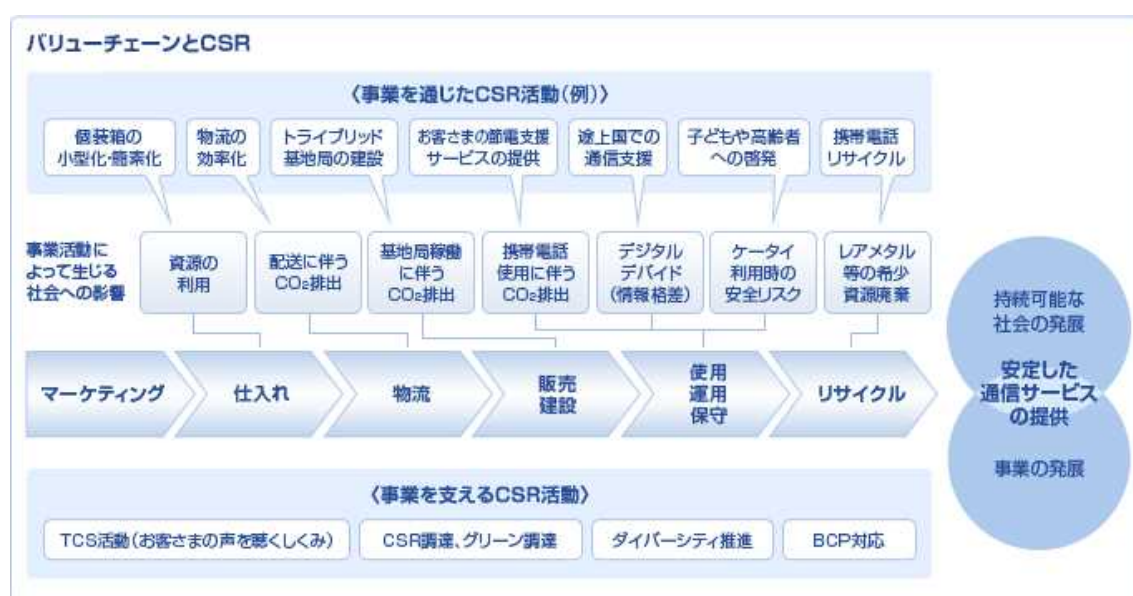 バリューチェーンとCSR
〈事業を通じたCSR活動(例)〉
個装箱の
小型化・簡素化
物流の
効率化
トライブリッド
基地局の建設
お客さまの節電支援
サービスの提供
途上国での
通信支援
子どもや高齢者
への啓発
携帯電話
リサイクル
事業活動に
よって生じる
社会への影響
資源の
利用
配送に伴う
CO₂排出
基地局稼働
に伴う
CO₂排出
携帯電話
使用に伴う
CO₂排出
デジタル
デバイド
(情報格差)
ケータイ
利用時の
安全リスク
レアメタル
等の希少
資源廃棄
マーケティング
仕入れ
物流
販売
建設
使用
運用
保守
リサイクル
持続可能な
社会の発展
安定した
通信サービス
の提供
事業の発展
〈事業を支えるCSR活動〉
TCS活動(お客さまの声を聴くしくみ)
CSR調達、グリーン調達
ダイバーシティ推進
BCP対応